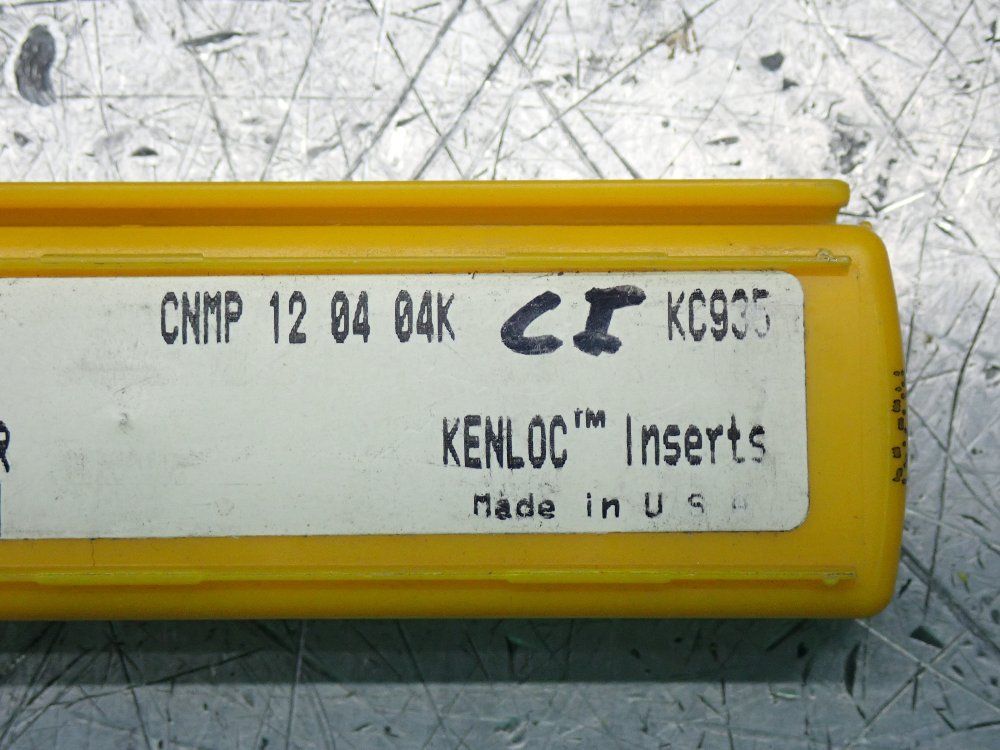 CNMP 12 04 04K CI KC935
R
KENLOC™ Inserts
Made in U S A